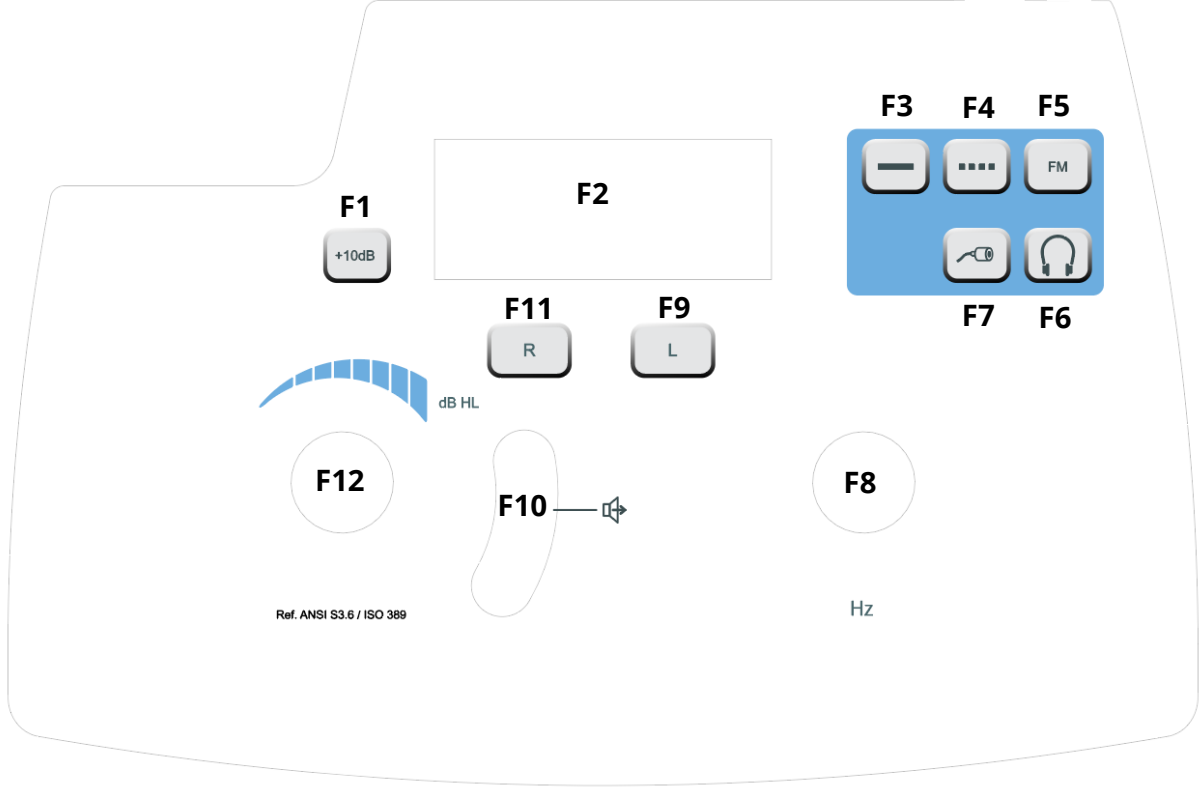 F3 F4 F5
FM
F1 F2
+10dB
F7 F6
F11 F9
R L
dB HL
F12 F10 F8
Ref. ANSI S3.6 / ISO 389
Hz